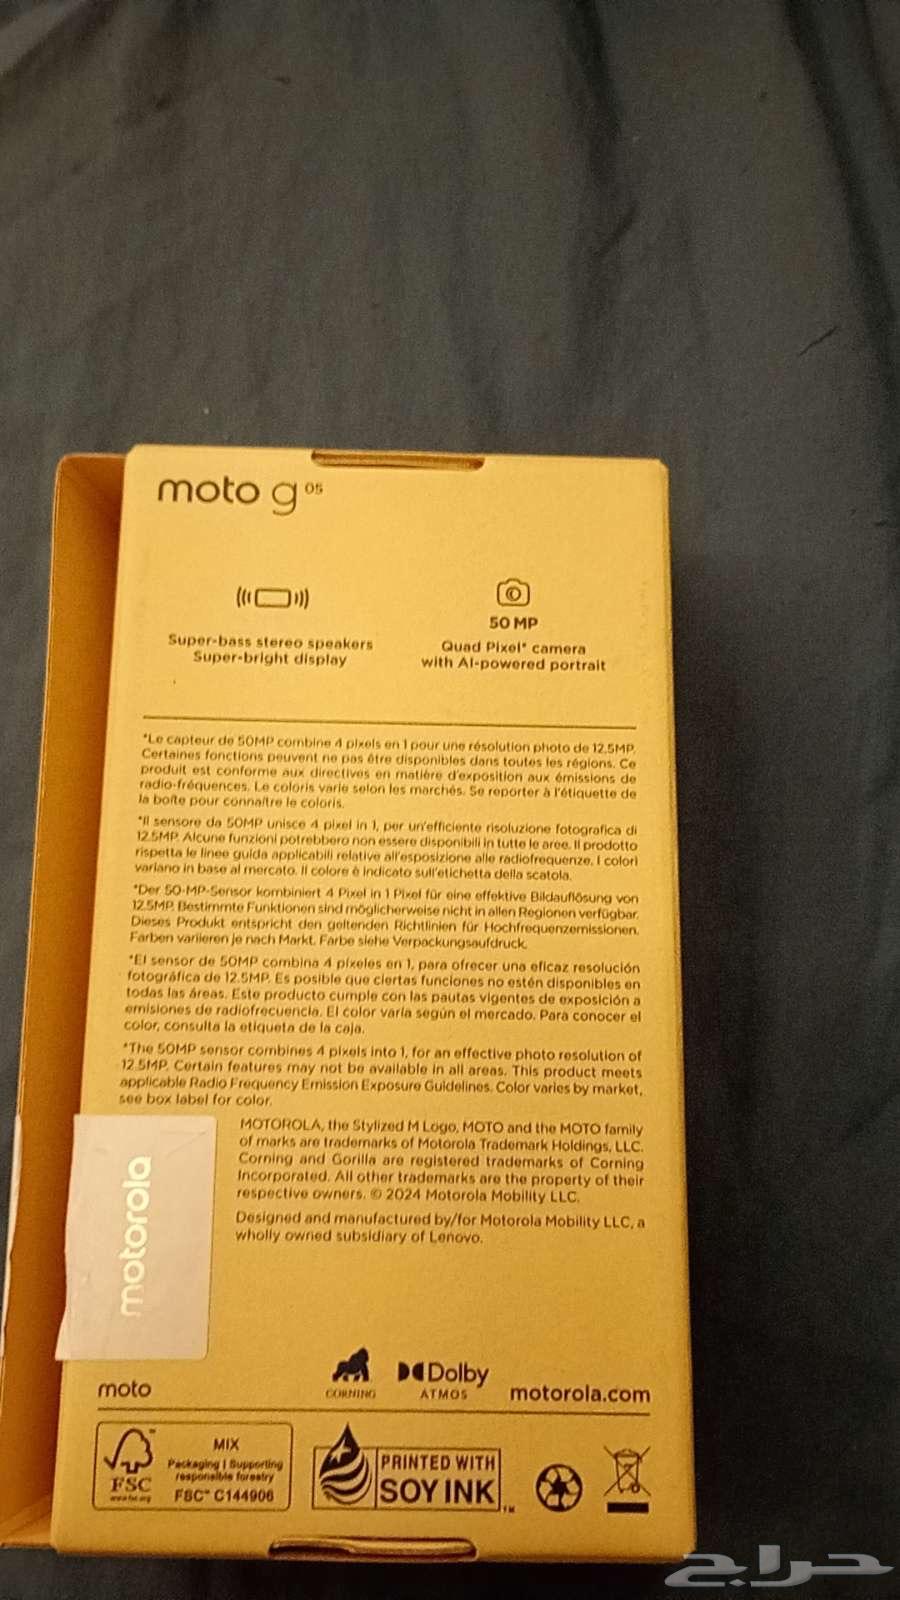 moto g 05
50 MP
Super-bass stereo speakers
Super-bright display
Quad Pixel* camera
with AI-powered portrait
*Le capteur de 50MP combine 4 pixels en 1 pour une résolution photo de 12.5MP.
Certaines fonctions peuvent ne pas être disponibles dans toutes les régions. Ce
produit est conforme aux directives en matière d'exposition aux émissions de
radio-fréquences. Le coloris varie selon les marchés. Se reporter à l'étiquette de
la boîte pour connaître le coloris.
*Il sensore da 50MP unisce 4 pixel in 1, per un'efficiente risoluzione fotografica di
12.5MP. Alcune funzioni potrebbero non essere disponibili in tutte le aree. Il prodotto
rispetta le linee guida applicabili relative all'esposizione alle radiofrequenze. I colori
variano in base al mercato. Il colore è indicato sull'etichetta della scatola.
*Der 50-MP-Sensor kombiniert 4 Pixel in 1 Pixel für eine effektive Bildauflösung von
12.5MP. Bestimmte Funktionen sind möglicherweise nicht in allen Regionen verfügbar.
Dieses Produkt entspricht den geltenden Richtlinien für Hochfrequenzemissionen.
Farben variieren je nach Markt. Farbe siehe Verpackungsaufdruck.
*El sensor de 50MP combina 4 píxeles en 1, para ofrecer una eficaz resolución
fotográfica de 12.5MP. Es posible que ciertas funciones no estén disponibles en
todas las áreas. Este producto cumple con las pautas vigentes de exposición a
emisiones de radiofrecuencia. El color varía según el mercado. Para conocer el
color, consulta la etiqueta de la caja.
*The 50MP sensor combines 4 pixels into 1, for an effective photo resolution of
12.5MP. Certain features may not be available in all areas. This product meets
applicable Radio Frequency Emission Exposure Guidelines. Color varies by market,
see box label for color.
MOTOROLA, the Stylized M Logo, MOTO and the MOTO family
of marks are trademarks of Motorola Trademark Holdings, LLC.
Corning and Gorilla are registered trademarks of Corning
Incorporated. All other trademarks are the property of their
respective owners. © 2024 Motorola Mobility LLC.
Designed and manufactured by/for Motorola Mobility LLC, a
wholly owned subsidiary of Lenovo.
motorola
moto
CORNING
Dolby
ATMOS
motorola.com
FSC
www.fsc.org
MIX
Packaging | Supporting
responsible forestry
FSC™ C144906
PRINTED WITH
SOY INK™
حراج